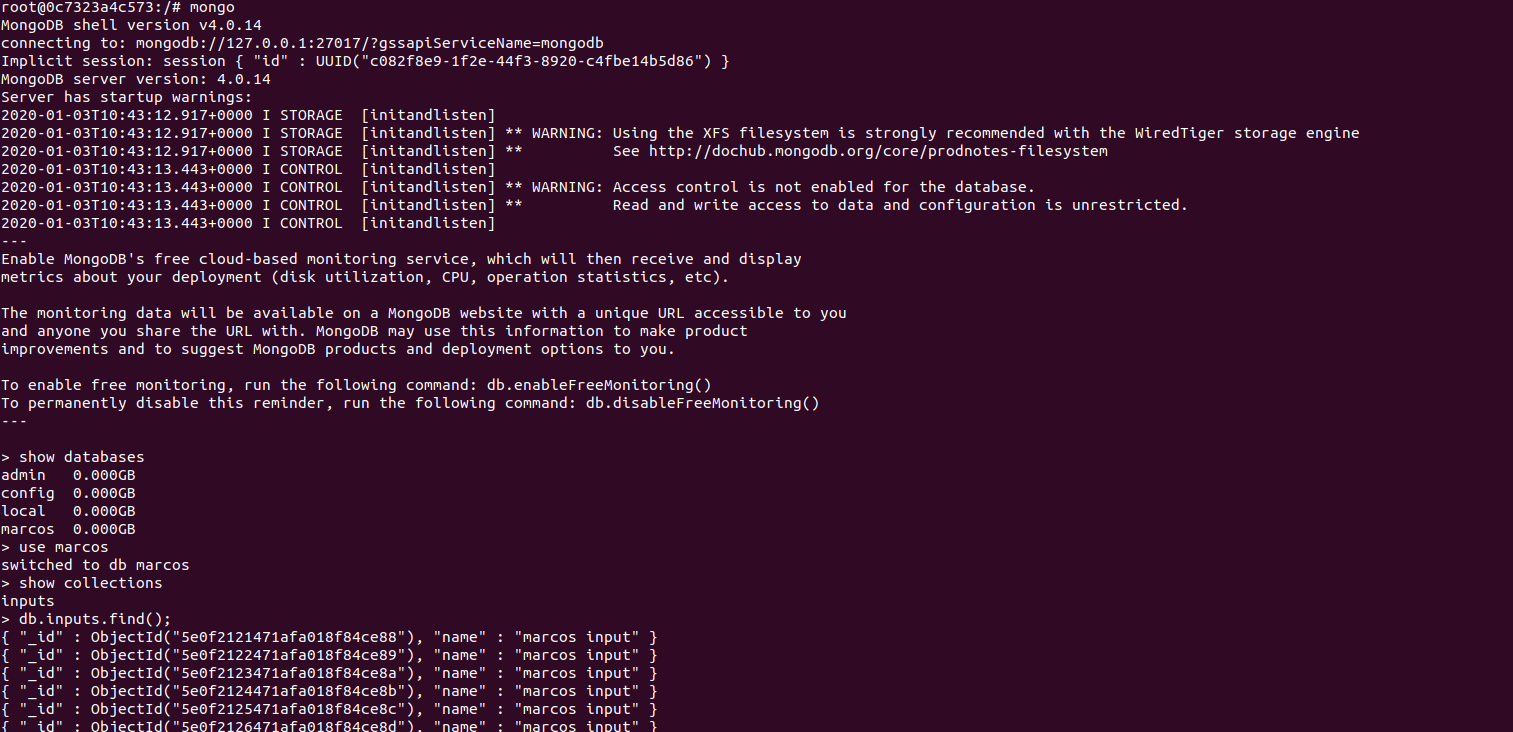 root@0c7323a4c573:/# mongo
MongoDB shell version v4.0.14
connecting to: mongodb://127.0.0.1:27017/?gssapiServiceName=mongodb
Implicit session: session { "id" : UUID("c082f8e9-1f2e-44f3-8920-c4fbe14b5d86") }
MongoDB server version: 4.0.14
Server has startup warnings:
2020-01-03T10:43:12.917+0000 I STORAGE  [initandlisten]
2020-01-03T10:43:12.917+0000 I STORAGE  [initandlisten] ** WARNING: Using the XFS filesystem is strongly recommended with the WiredTiger storage engine
2020-01-03T10:43:12.917+0000 I STORAGE  [initandlisten] **          See http://dochub.mongodb.org/core/prodnotes-filesystem
2020-01-03T10:43:13.443+0000 I CONTROL  [initandlisten]
2020-01-03T10:43:13.443+0000 I CONTROL  [initandlisten] ** WARNING: Access control is not enabled for the database.
2020-01-03T10:43:13.443+0000 I CONTROL  [initandlisten] **          Read and write access to data and configuration is unrestricted.
2020-01-03T10:43:13.443+0000 I CONTROL  [initandlisten]
---
Enable MongoDB's free cloud-based monitoring service, which will then receive and display
metrics about your deployment (disk utilization, CPU, operation statistics, etc).

The monitoring data will be available on a MongoDB website with a unique URL accessible to you
and anyone you share the URL with. MongoDB may use this information to make product
improvements and to suggest MongoDB products and deployment options to you.

To enable free monitoring, run the following command: db.enableFreeMonitoring()
To permanently disable this reminder, run the following command: db.disableFreeMonitoring()
---

> show databases
admin   0.000GB
config  0.000GB
local   0.000GB
marcos  0.000GB
> use marcos
switched to db marcos
> show collections
inputs
> db.inputs.find();
{ "_id" : ObjectId("5e0f2121471afa018f84ce88"), "name" : "marcos input" }
{ "_id" : ObjectId("5e0f2122471afa018f84ce89"), "name" : "marcos input" }
{ "_id" : ObjectId("5e0f2123471afa018f84ce8a"), "name" : "marcos input" }
{ "_id" : ObjectId("5e0f2124471afa018f84ce8b"), "name" : "marcos input" }
{ "_id" : ObjectId("5e0f2125471afa018f84ce8c"), "name" : "marcos input" }
{ "_id" : ObjectId("5e0f2126471afa018f84ce8d"), "name" : "marcos input" }